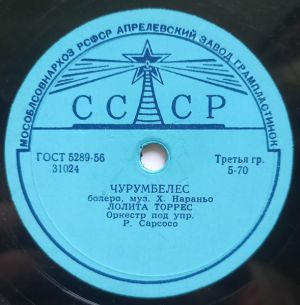 МОСОБЛСОВНАРХОЗ РСФСР АПРЕЛЕВСКИЙ ЗАВОД ГРАМПЛАСТИНОК
СССР
ГОСТ 5289-56
31024
Третья гр.
5-70
ЧУРУМБЕЛЕС
болеро, муз. Х. Нараньо
ЛОЛИТА ТОРРЕС
Оркестр под упр.
Р. Сарсосо